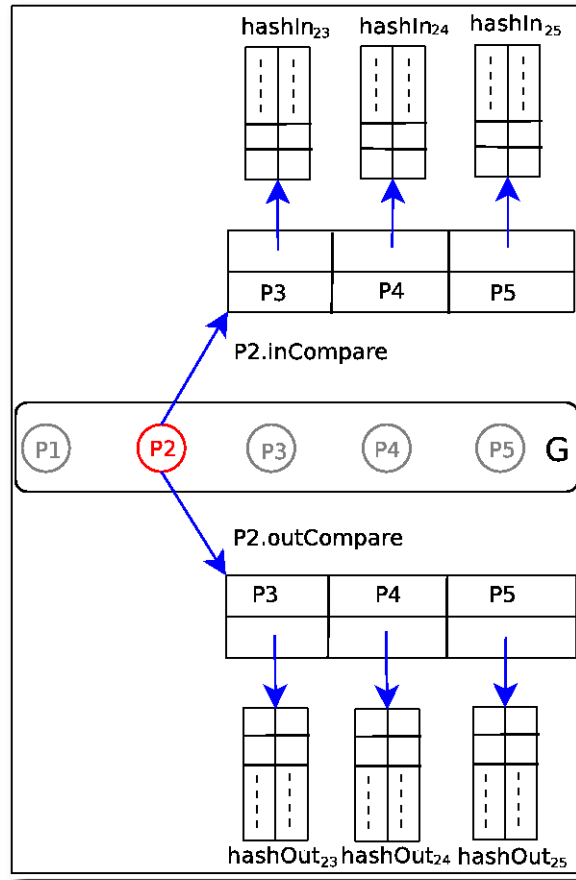 hashIn₂₃ hashIn₂₄ hashIn₂₅
P3 P4 P5
P2.inCompare
P1 P2 P3 P4 P5 G
P2.outCompare
P3 P4 P5
hashOut₂₃ hashOut₂₄ hashOut₂₅